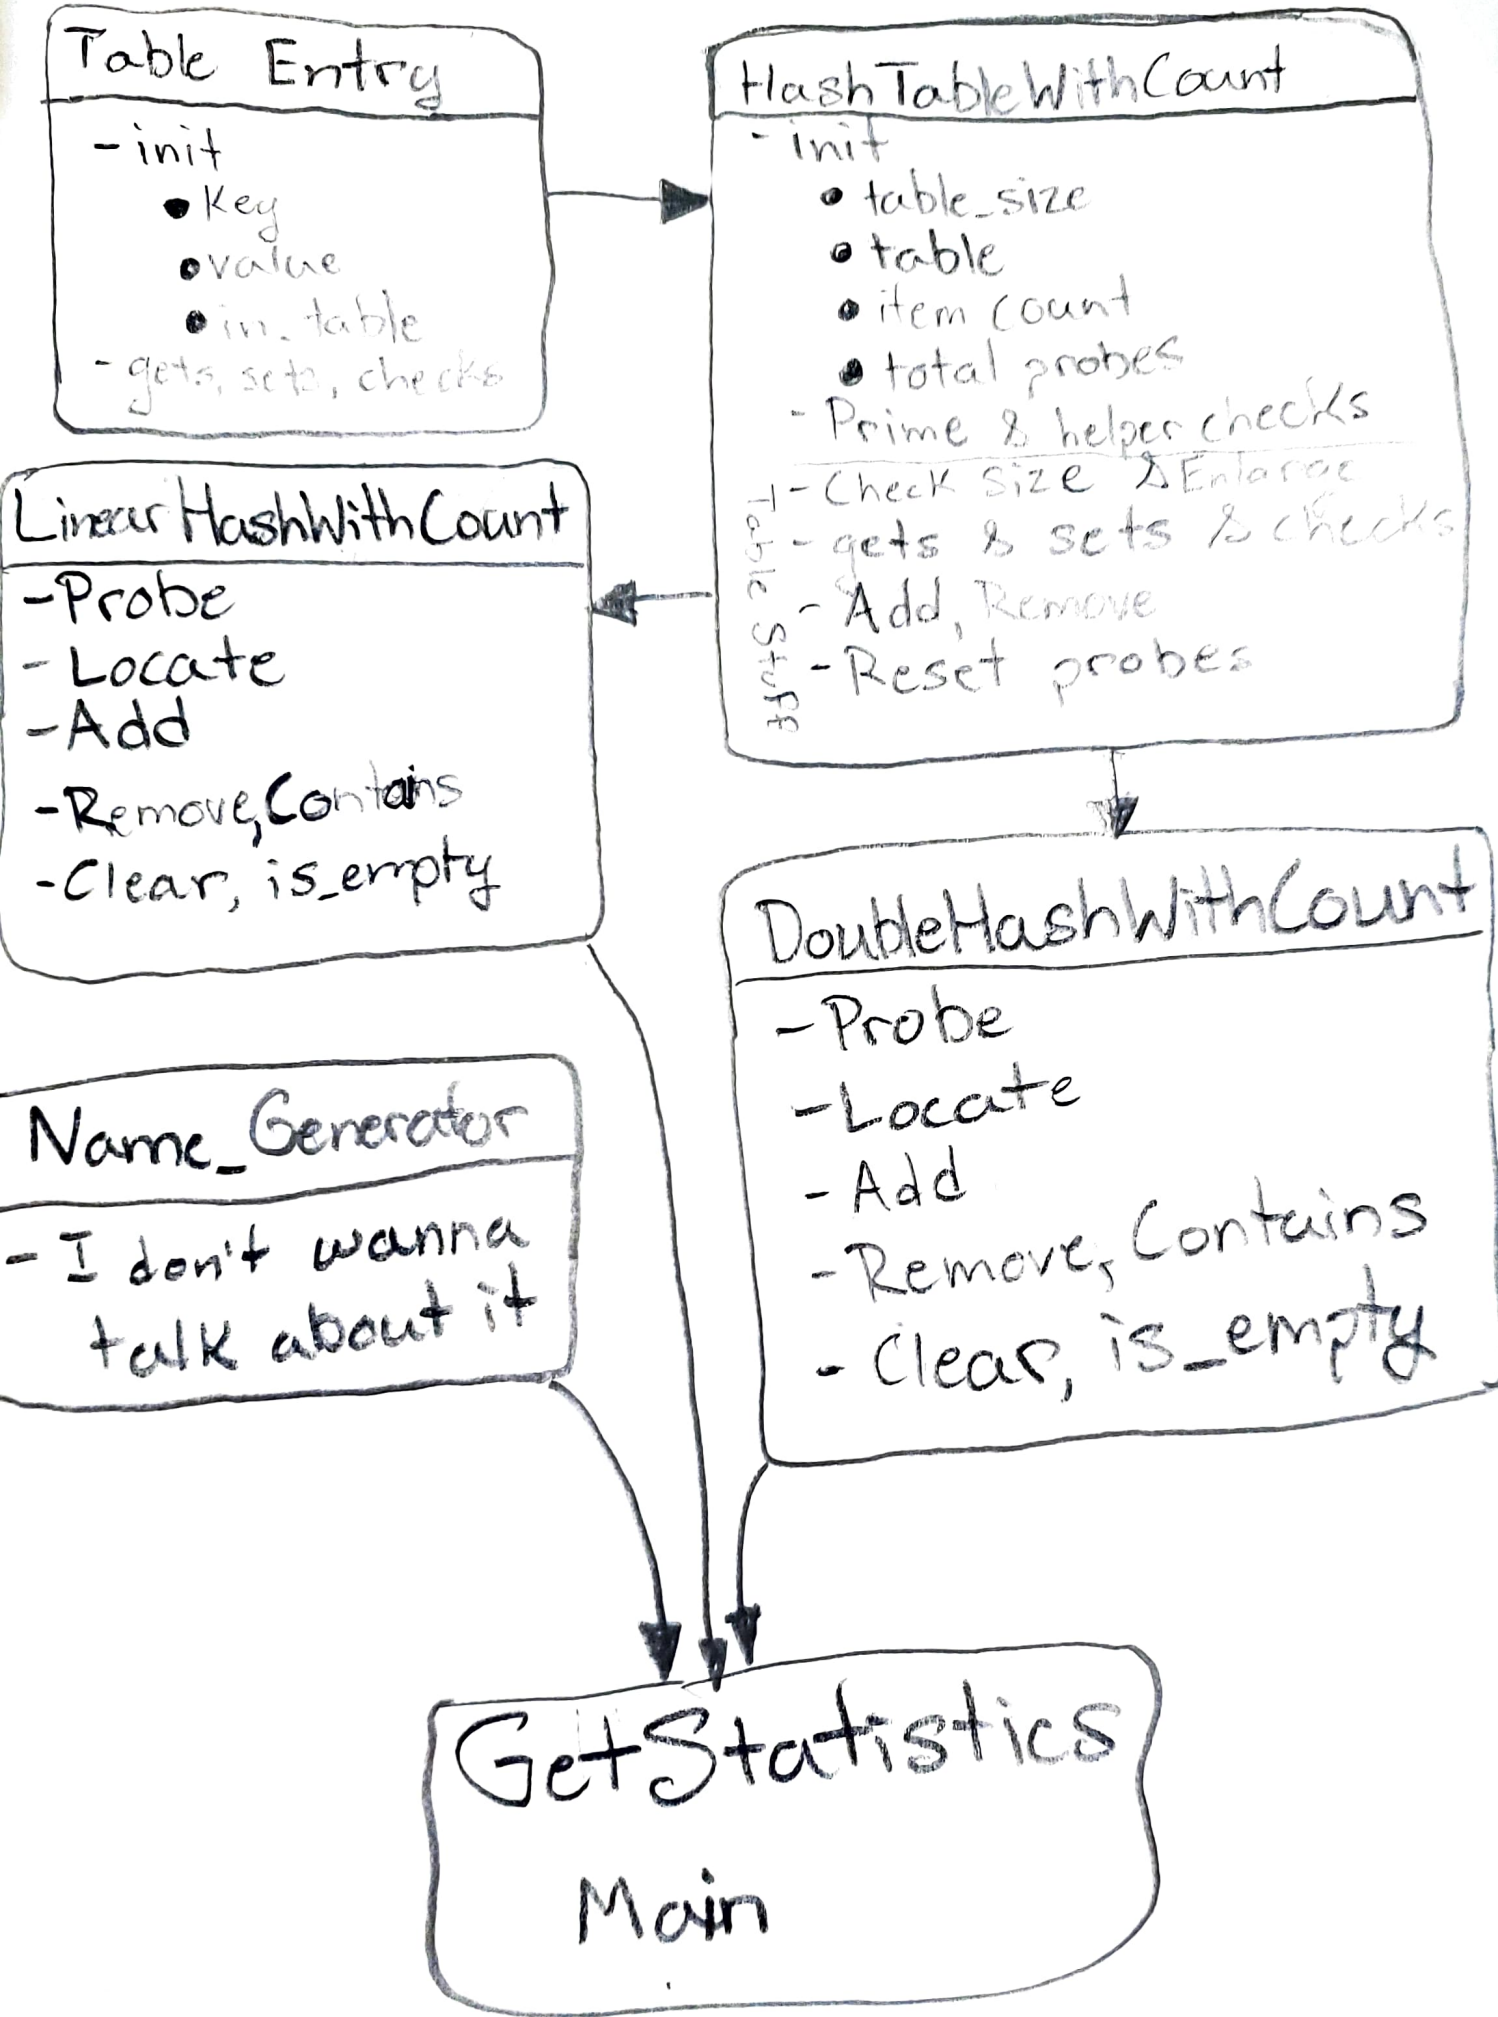 Table Entry
- init
• Key
• value
• in_table
- gets, sets, checks
HashTableWithCount
- init
• table_size
• table
• item count
• total probes
- Prime & helper checks
Table Stuff
- Check Size & Enlarge
- gets & sets & checks
- Add, Remove
- Reset probes
LinearHashWithCount
- Probe
- Locate
- Add
- Remove, Contains
- Clear, is_empty
DoubleHashWithCount
- Probe
- Locate
- Add
- Remove, Contains
- Clear, is_empty
Name_Generator
- I don't wanna
talk about it
GetStatistics
Main